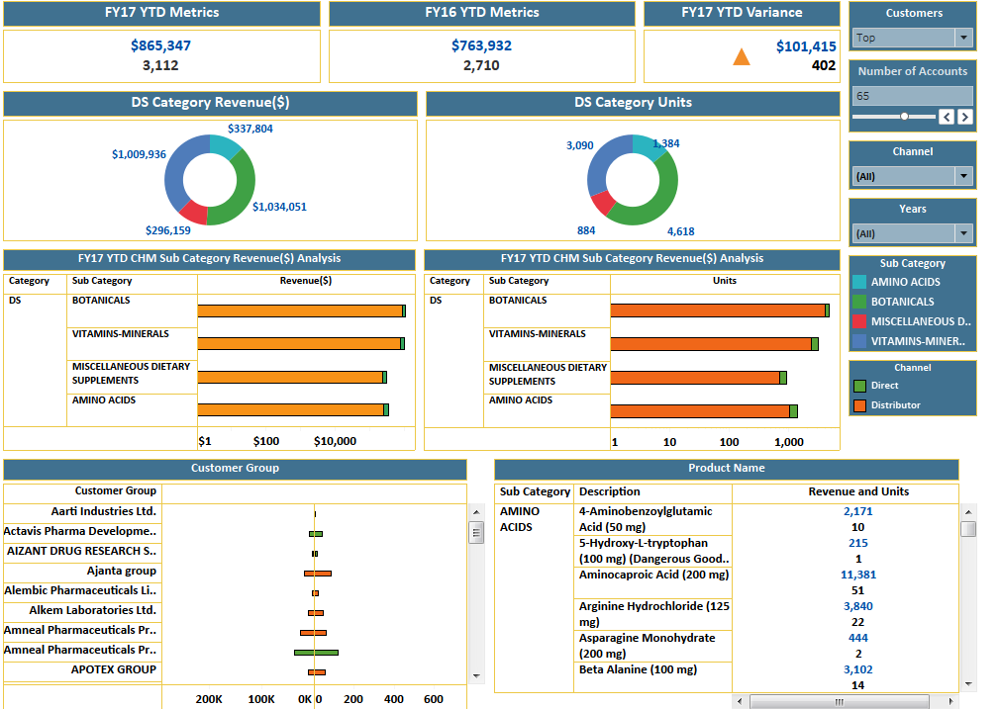 FY17 YTD Metrics
FY16 YTD Metrics
FY17 YTD Variance
$865,347
3,112
$763,932
2,710
$101,415
402
Customers
Top
Number of Accounts
65
Channel
(All)
Years
(All)
DS Category Revenue($)
DS Category Units
$337,804
$1,009,936
$1,034,051
$296,159
1,384
3,090
884
4,618
Sub Category
AMINO ACIDS
BOTANICALS
MISCELLANEOUS D..
VITAMINS-MINER..
Channel
Direct
Distributor
FY17 YTD CHM Sub Category Revenue($) Analysis
Category Sub Category Revenue($)
DS
BOTANICALS
VITAMINS-MINERALS
MISCELLANEOUS DIETARY
SUPPLEMENTS
AMINO ACIDS
$1 $100 $10,000
FY17 YTD CHM Sub Category Revenue($) Analysis
Category Sub Category Units
DS
BOTANICALS
VITAMINS-MINERALS
MISCELLANEOUS DIETARY
SUPPLEMENTS
AMINO ACIDS
1 10 100 1,000
Customer Group
Customer Group
Aarti Industries Ltd.
Actavis Pharma Developme..
AIZANT DRUG RESEARCH S..
Ajanta group
Alembic Pharmaceuticals Li..
Alkem Laboratories Ltd.
Amneal Pharmaceuticals Pr..
Amneal Pharmaceuticals Pr..
APOTEX GROUP
200K 100K 0K 0 200 400 600
Product Name
Sub Category Description Revenue and Units
AMINO
ACIDS
4-Aminobenzoylglutamic
Acid (50 mg)
2,171
10
5-Hydroxy-L-tryptophan
(100 mg) (Dangerous Good..
215
1
Aminocaproic Acid (200 mg)
11,381
51
Arginine Hydrochloride (125
mg)
3,840
22
Asparagine Monohydrate
(200 mg)
444
2
Beta Alanine (100 mg)
3,102
14